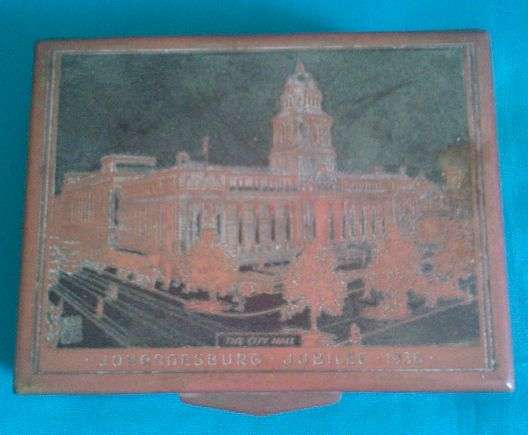 THE CITY HALL
· JOHANNESBURG · JUBILEE · 1936 ·